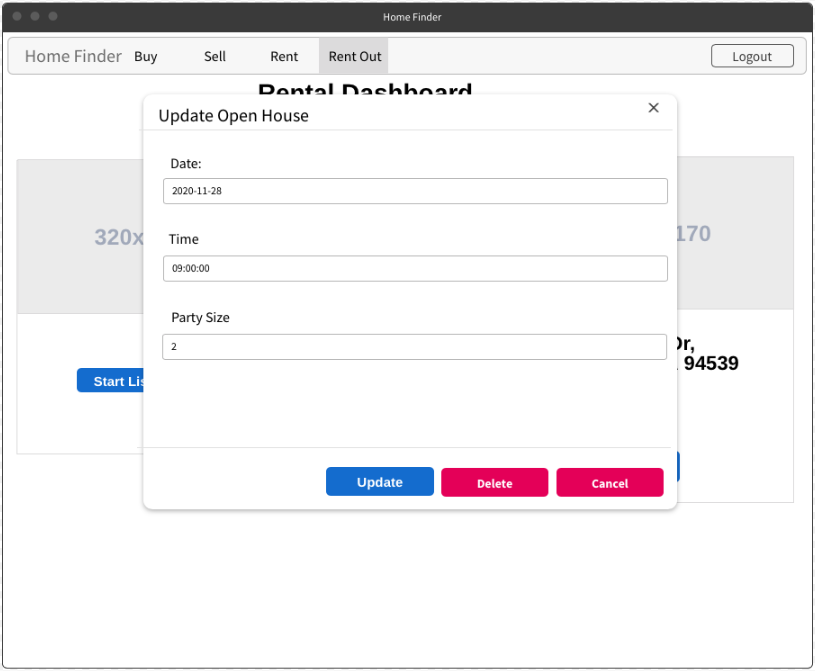 Home Finder
Home Finder Buy Sell Rent Rent Out Logout
Rental Dashboard
Update Open House
Date:
2020-11-28
320x
170
Time
09:00:00
Party Size
2
Dr,
94539
Start Lis
Update Delete Cancel